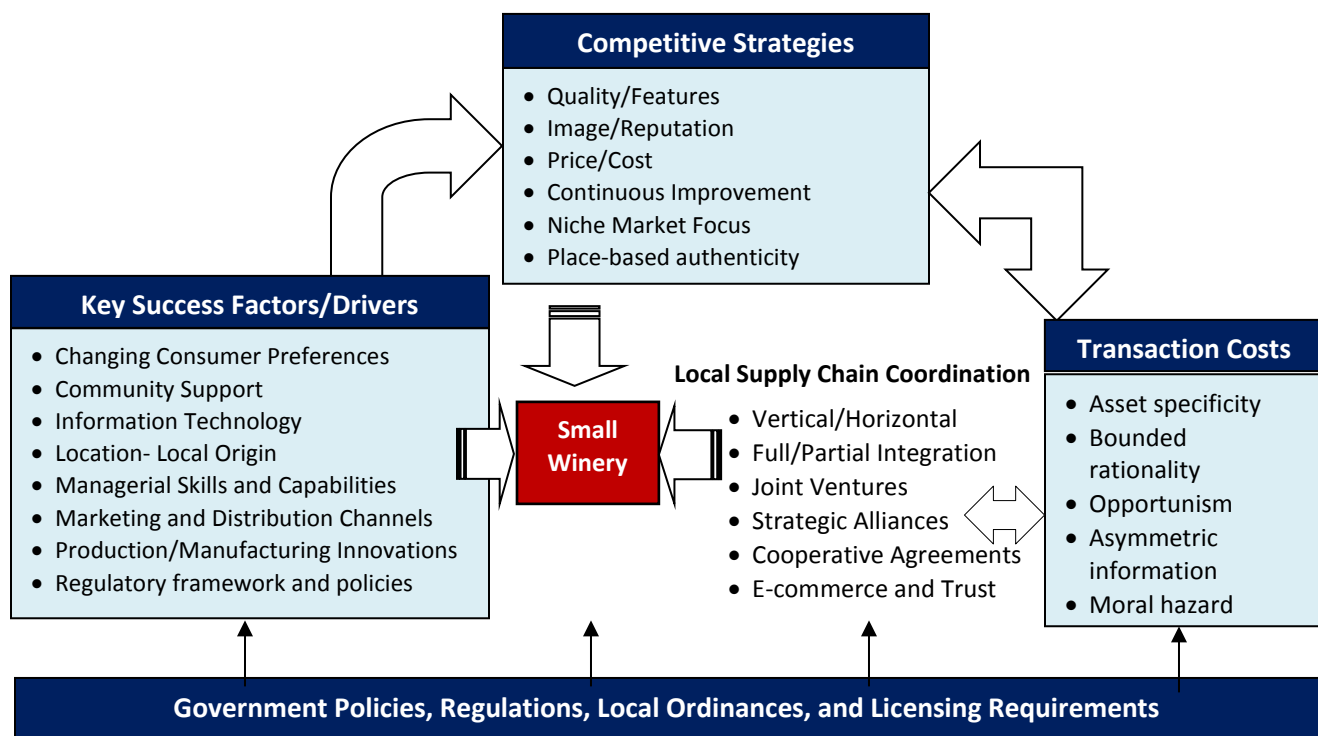 Competitive Strategies
• Quality/Features
• Image/Reputation
• Price/Cost
• Continuous Improvement
• Niche Market Focus
• Place-based authenticity
Key Success Factors/Drivers
• Changing Consumer Preferences
• Community Support
• Information Technology
• Location- Local Origin
• Managerial Skills and Capabilities
• Marketing and Distribution Channels
• Production/Manufacturing Innovations
• Regulatory framework and policies
Small
Winery
Local Supply Chain Coordination
• Vertical/Horizontal
• Full/Partial Integration
• Joint Ventures
• Strategic Alliances
• Cooperative Agreements
• E-commerce and Trust
Transaction Costs
• Asset specificity
• Bounded
rationality
• Opportunism
• Asymmetric
information
• Moral hazard
Government Policies, Regulations, Local Ordinances, and Licensing Requirements